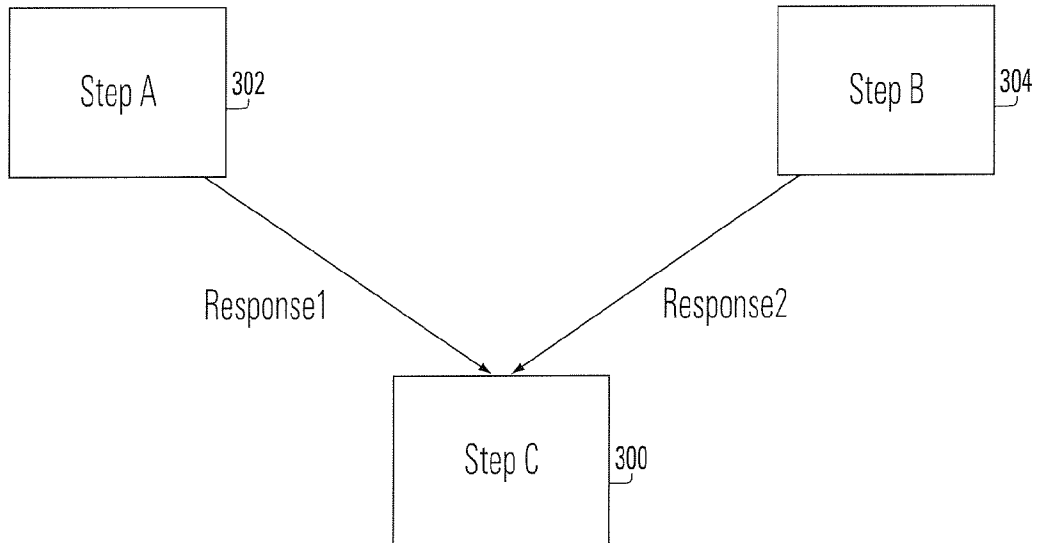 Step A
302
Step B
304
Response1
Response2
Step C
300